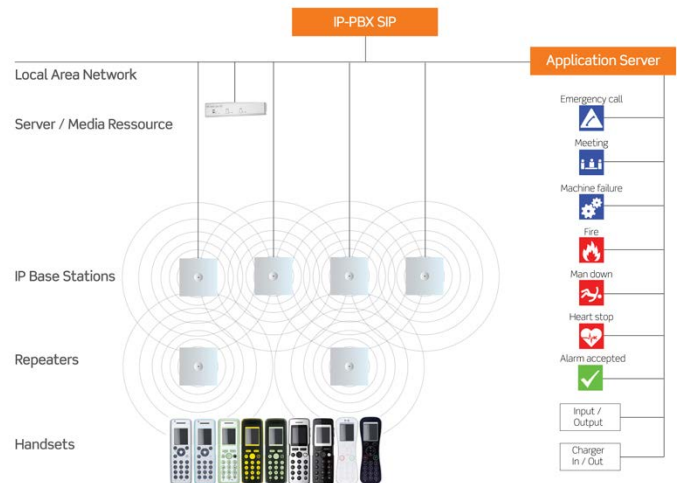 IP-PBX SIP
Local Area Network
Application Server
Server / Media Ressource
Emergency call
Meeting
Machine failure
Fire
IP Base Stations
Man down
Heart stop
Repeaters
Alarm accepted
Input /
Output
Handsets
Charger
In / Out